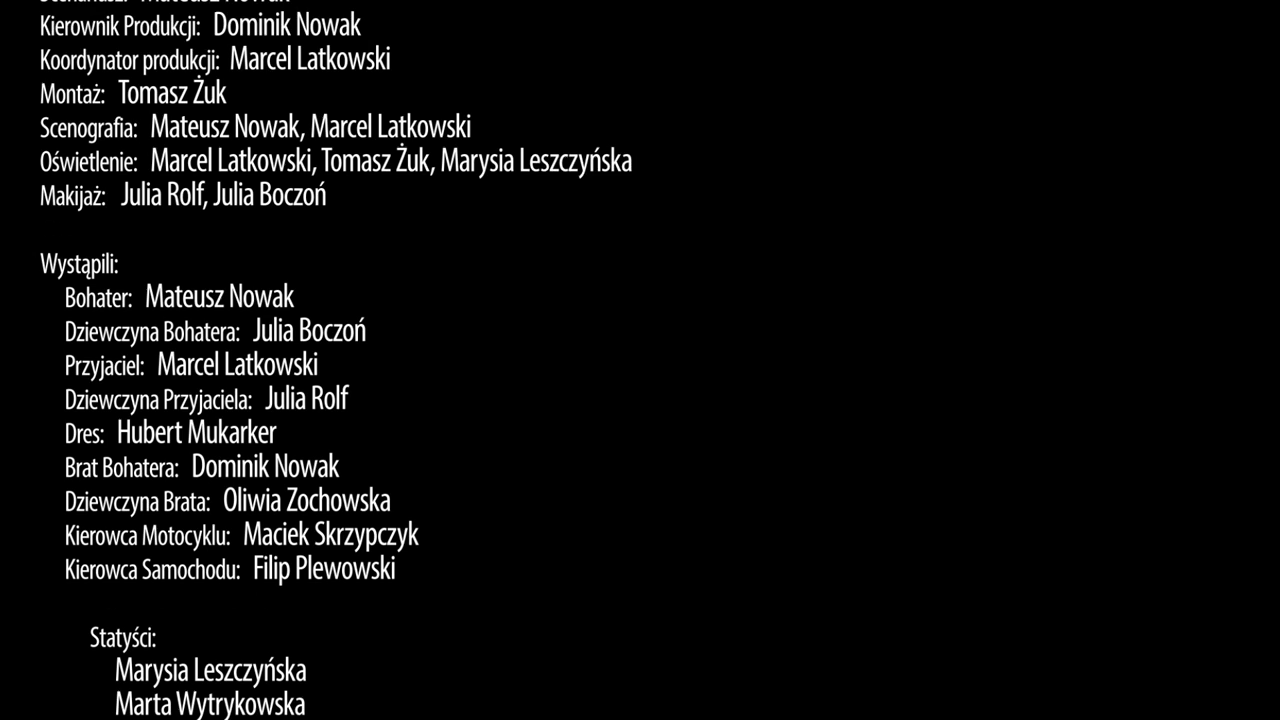 Scenariusz: Mateusz Nowak
Kierownik Produkcji: Dominik Nowak
Koordynator produkcji: Marcel Latkowski
Montaż: Tomasz Żuk
Scenografia: Mateusz Nowak, Marcel Latkowski
Oświetlenie: Marcel Latkowski, Tomasz Żuk, Marysia Leszczyńska
Makijaż: Julia Rolf, Julia Boczoń
Wystąpili:
Bohater: Mateusz Nowak
Dziewczyna Bohatera: Julia Boczoń
Przyjaciel: Marcel Latkowski
Dziewczyna Przyjaciela: Julia Rolf
Dres: Hubert Mukarker
Brat Bohatera: Dominik Nowak
Dziewczyna Brata: Oliwia Zochowska
Kierowca Motocyklu: Maciek Skrzypczyk
Kierowca Samochodu: Filip Plewowski
Statyści:
Marysia Leszczyńska
Marta Wytrykowska